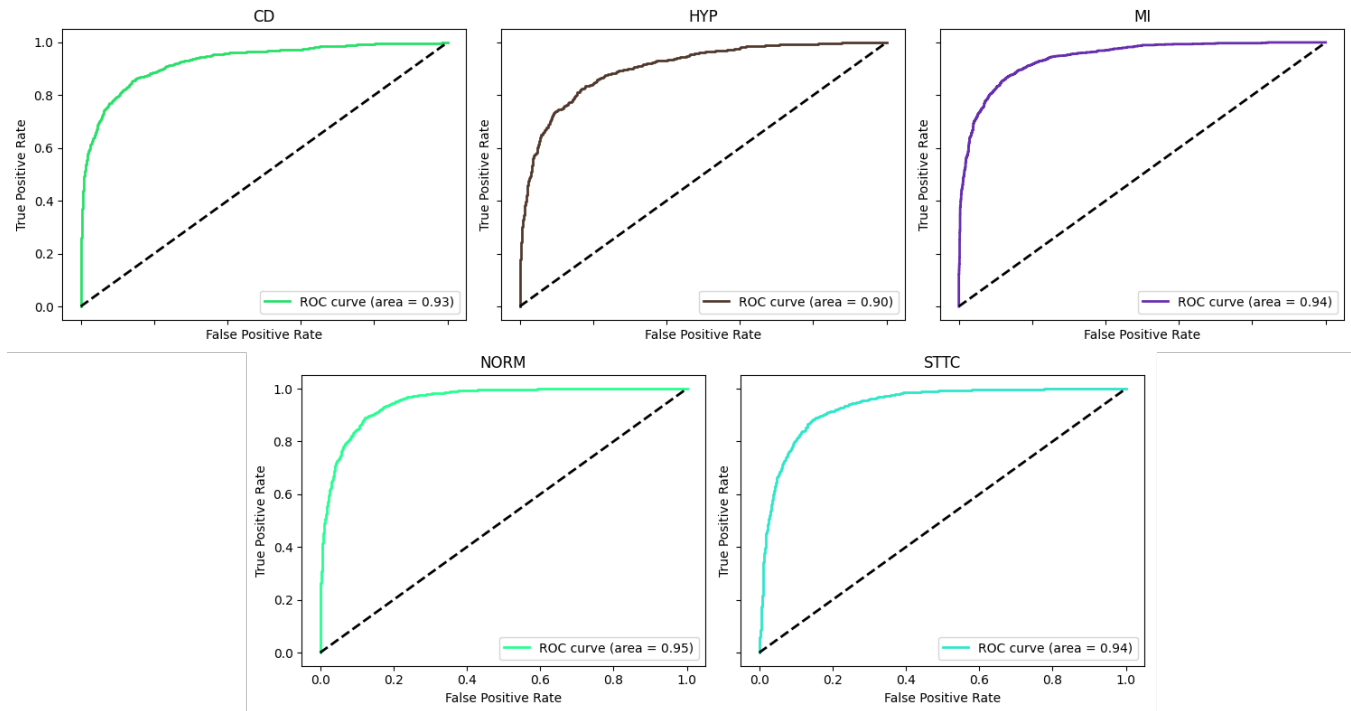 CD
HYP
MI
True Positive Rate
1.0
0.8
0.6
0.4
0.2
0.0
ROC curve (area = 0.93)
False Positive Rate
True Positive Rate
ROC curve (area = 0.90)
False Positive Rate
True Positive Rate
ROC curve (area = 0.94)
False Positive Rate
NORM
STTC
True Positive Rate
1.0
0.8
0.6
0.4
0.2
0.0
ROC curve (area = 0.95)
0.0 0.2 0.4 0.6 0.8 1.0
False Positive Rate
True Positive Rate
ROC curve (area = 0.94)
0.0 0.2 0.4 0.6 0.8 1.0
False Positive Rate